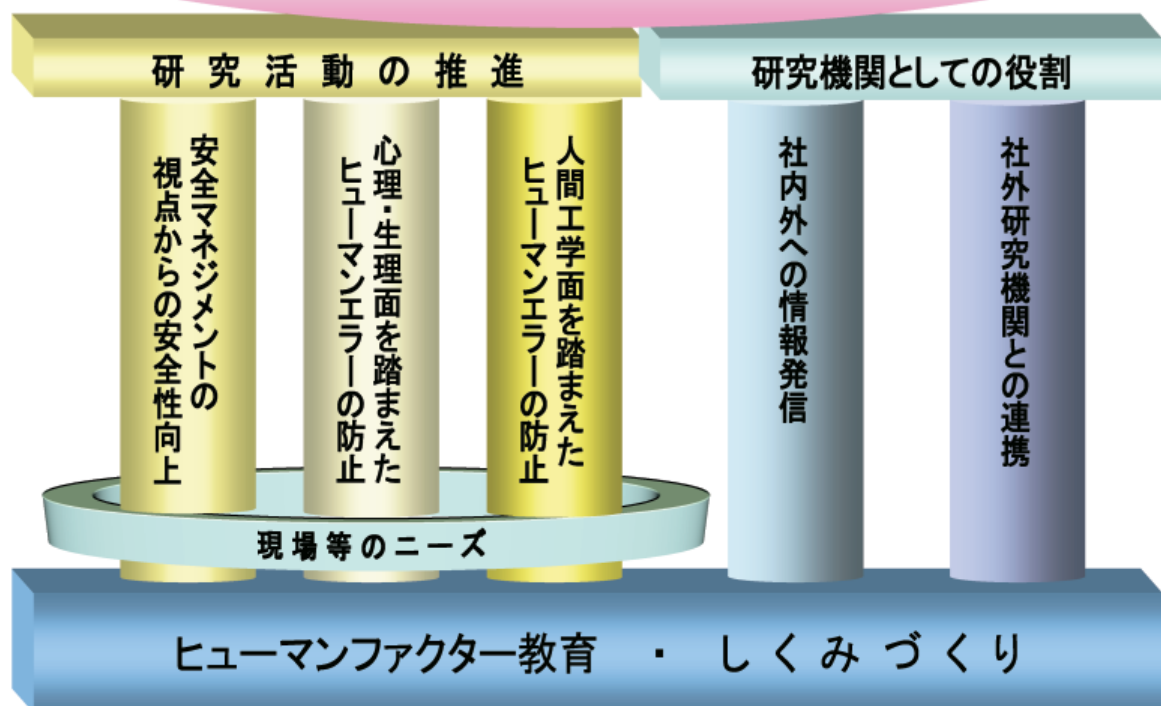 研究活動の推進
研究機関としての役割
安全マネジメントの
視点からの安全性向上
心理・生理面を踏まえた
ヒューマンエラーの防止
人間工学面を踏まえた
ヒューマンエラーの防止
社内外への情報発信
社外研究機関との連携
現場等のニーズ
ヒューマンファクター教育 ・ しくみづくり